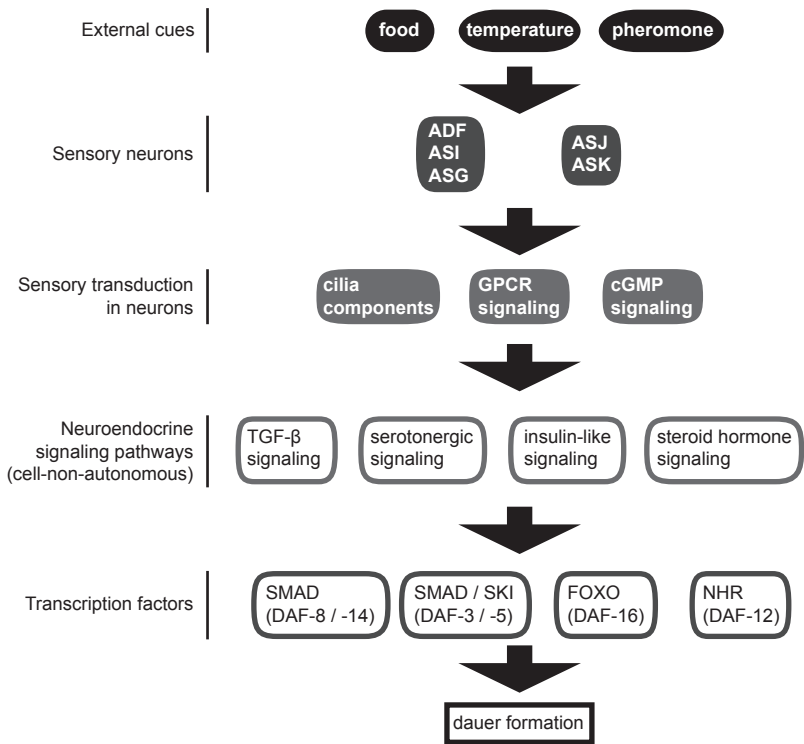 External cues
food
temperature
pheromone
Sensory neurons
ADF
ASI
ASG
ASJ
ASK
Sensory transduction
in neurons
cilia
components
GPCR
signaling
cGMP
signaling
Neuroendocrine
signaling pathways
(cell-non-autonomous)
TGF-β
signaling
serotonergic
signaling
insulin-like
signaling
steroid hormone
signaling
Transcription factors
SMAD
(DAF-8 / -14)
SMAD / SKI
(DAF-3 / -5)
FOXO
(DAF-16)
NHR
(DAF-12)
dauer formation